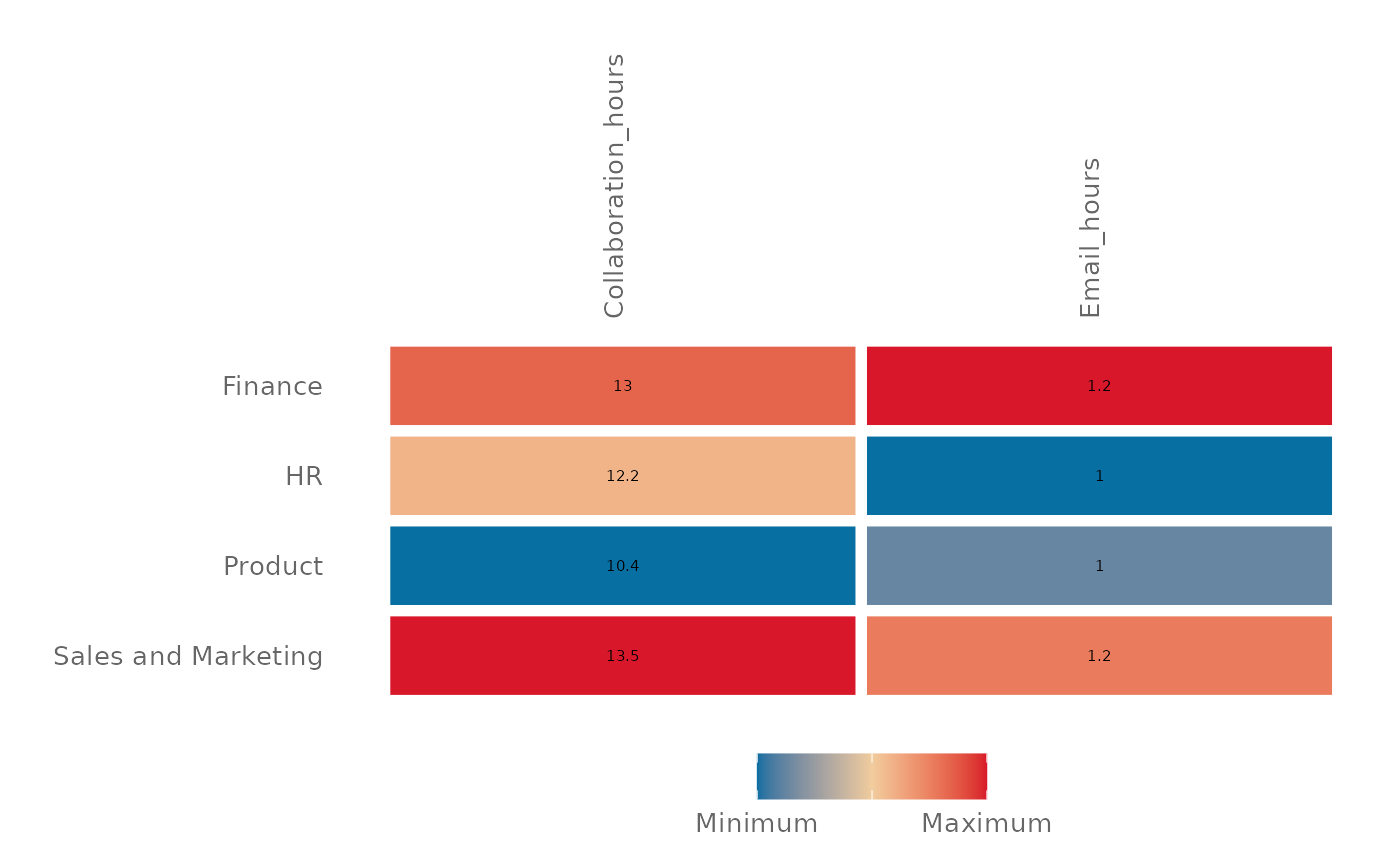 Collaboration_hours
Email_hours
Finance 13 1.2
HR 12.2 1
Product 10.4 1
Sales and Marketing 13.5 1.2
Minimum Maximum